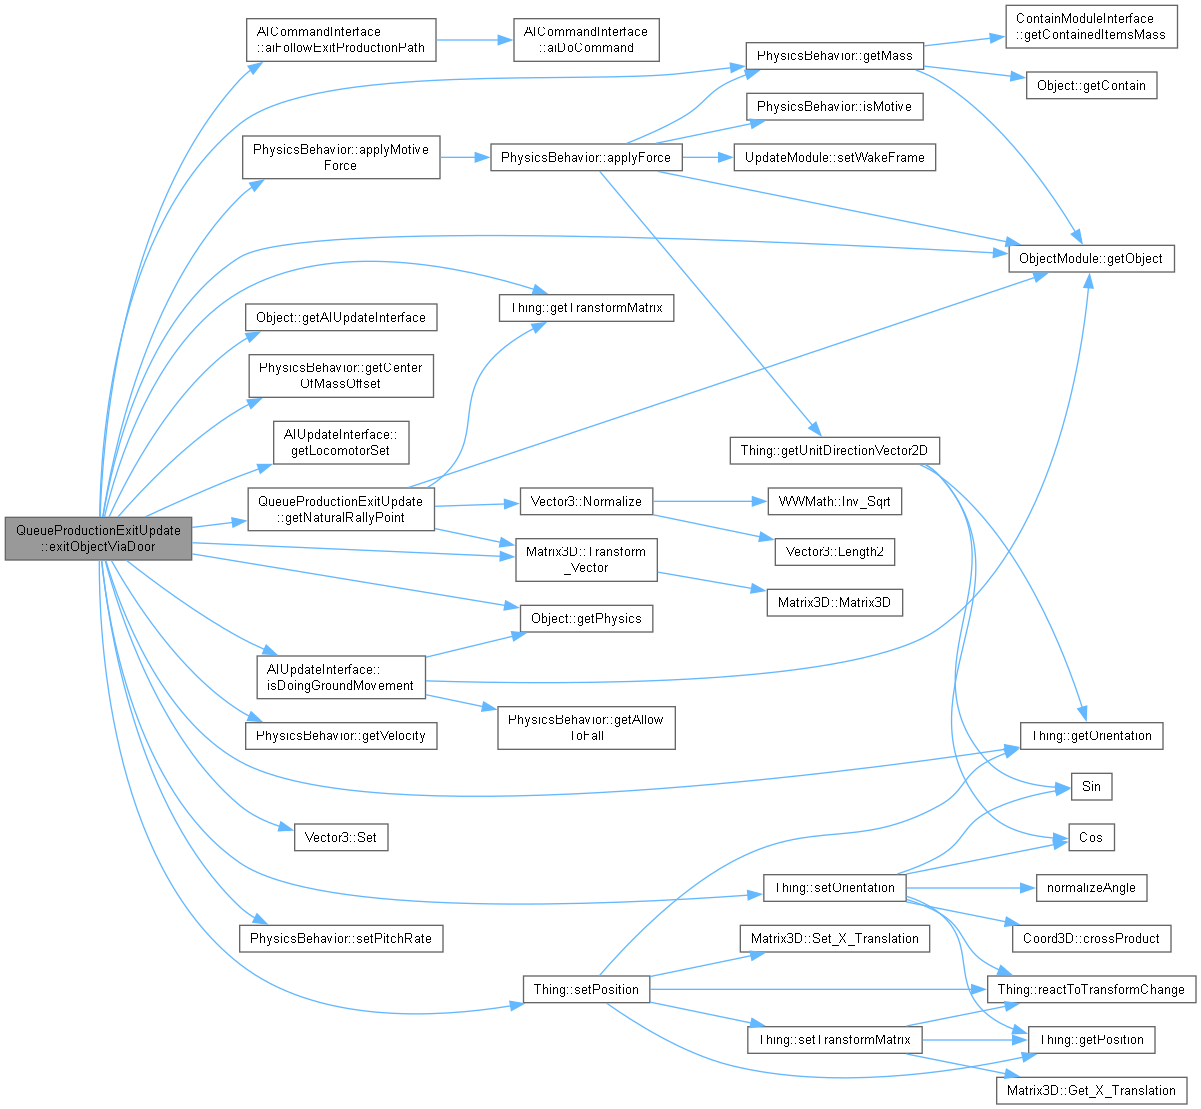 QueueProductionExitUpdate
::exitObjectViaDoor
AICommandInterface
::aiFollowExitProductionPath
AICommandInterface
::aiDoCommand
PhysicsBehavior::getMass
ContainModuleInterface
::getContainedItemsMass
Object::getContain
PhysicsBehavior::isMotive
PhysicsBehavior::applyMotive
Force
PhysicsBehavior::applyForce
UpdateModule::setWakeFrame
ObjectModule::getObject
Thing::getTransformMatrix
Object::getAIUpdateInterface
PhysicsBehavior::getCenter
OfMassOffset
AIUpdateInterface::
getLocomotorSet
Thing::getUnitDirectionVector2D
QueueProductionExitUpdate
::getNaturalRallyPoint
Vector3::Normalize
WWMath::Inv_Sqrt
Matrix3D::Transform
_Vector
Vector3::Length2
Matrix3D::Matrix3D
Object::getPhysics
AIUpdateInterface::
isDoingGroundMovement
PhysicsBehavior::getAllow
ToFall
PhysicsBehavior::getVelocity
Thing::getOrientation
Sin
Vector3::Set
Cos
Thing::setOrientation
normalizeAngle
PhysicsBehavior::setPitchRate
Matrix3D::Set_X_Translation
Coord3D::crossProduct
Thing::setPosition
Thing::reactToTransformChange
Thing::setTransformMatrix
Thing::getPosition
Matrix3D::Get_X_Translation